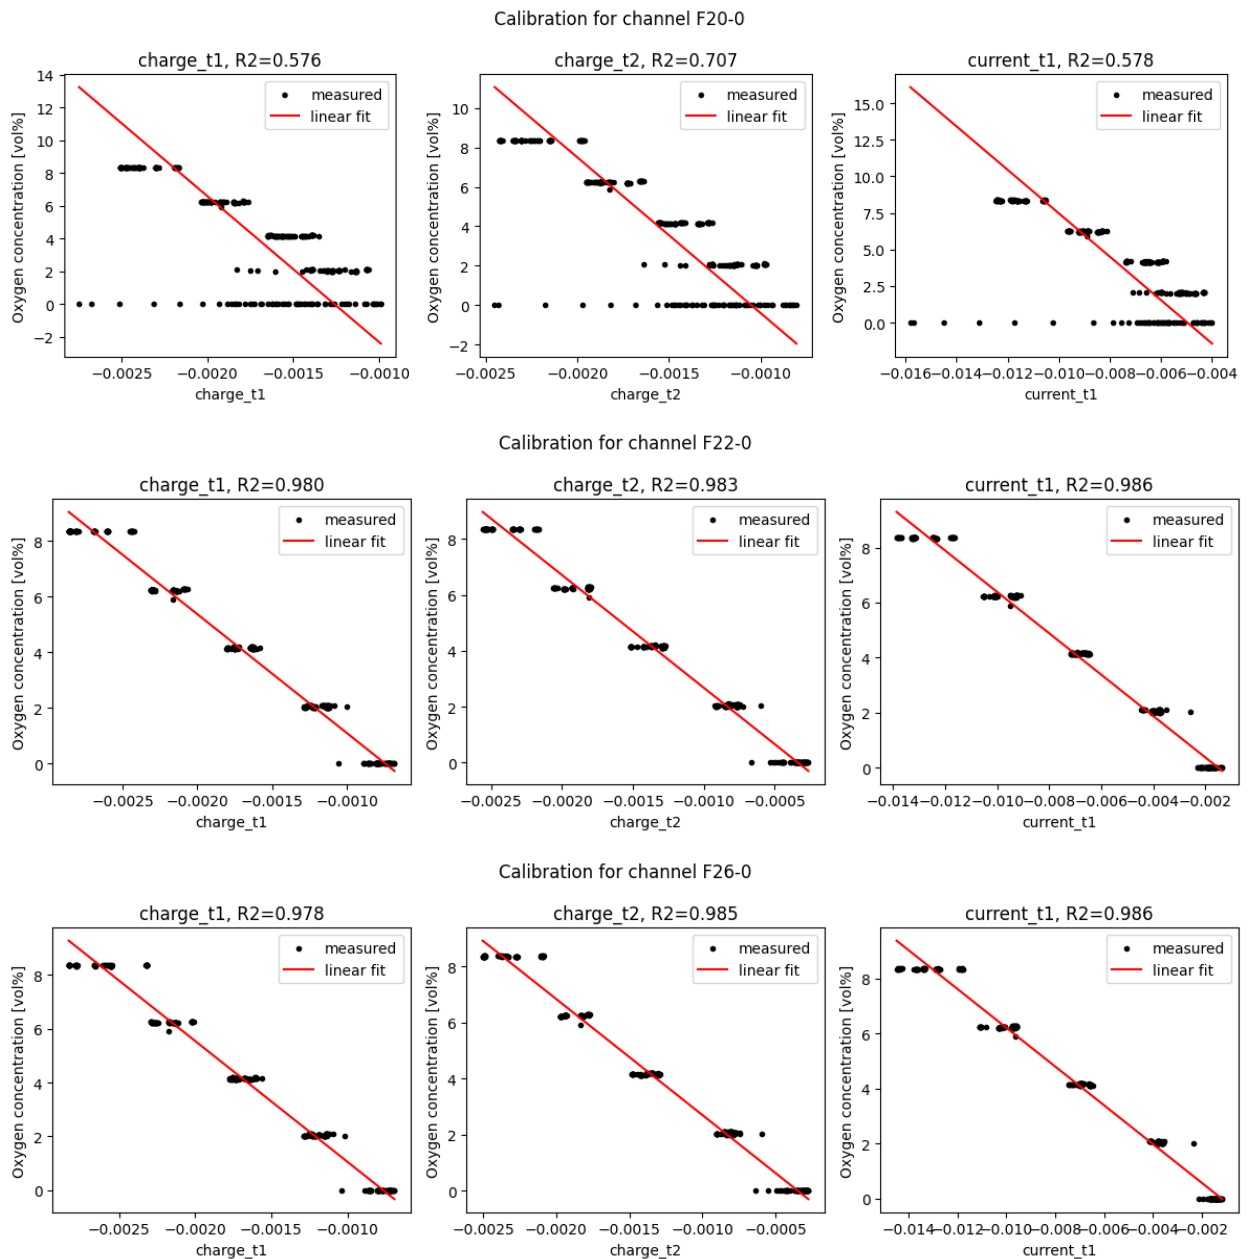 Calibration for channel F20-0
charge_t1, R2=0.576
charge_t2, R2=0.707
current_t1, R2=0.578
Oxygen concentration [vol%]
14
12
10
8
6
4
2
0
−2
measured
linear fit
−0.0025 −0.0020 −0.0015 −0.0010
charge_t1
Oxygen concentration [vol%]
10
8
6
4
2
0
−2
measured
linear fit
−0.0025 −0.0020 −0.0015 −0.0010
charge_t2
Oxygen concentration [vol%]
15.0
12.5
10.0
7.5
5.0
2.5
0.0
measured
linear fit
−0.016 −0.014 −0.012 −0.010 −0.008 −0.006 −0.004
current_t1
Calibration for channel F22-0
charge_t1, R2=0.980
charge_t2, R2=0.983
current_t1, R2=0.986
Oxygen concentration [vol%]
8
6
4
2
0
measured
linear fit
−0.0025 −0.0020 −0.0015 −0.0010
charge_t1
Oxygen concentration [vol%]
8
6
4
2
0
measured
linear fit
−0.0025 −0.0020 −0.0015 −0.0010 −0.0005
charge_t2
Oxygen concentration [vol%]
8
6
4
2
0
measured
linear fit
−0.014 −0.012 −0.010 −0.008 −0.006 −0.004 −0.002
current_t1
Calibration for channel F26-0
charge_t1, R2=0.978
charge_t2, R2=0.985
current_t1, R2=0.986
Oxygen concentration [vol%]
8
6
4
2
0
measured
linear fit
−0.0025 −0.0020 −0.0015 −0.0010
charge_t1
Oxygen concentration [vol%]
8
6
4
2
0
measured
linear fit
−0.0025 −0.0020 −0.0015 −0.0010 −0.0005
charge_t2
Oxygen concentration [vol%]
8
6
4
2
0
measured
linear fit
−0.014 −0.012 −0.010 −0.008 −0.006 −0.004 −0.002
current_t1